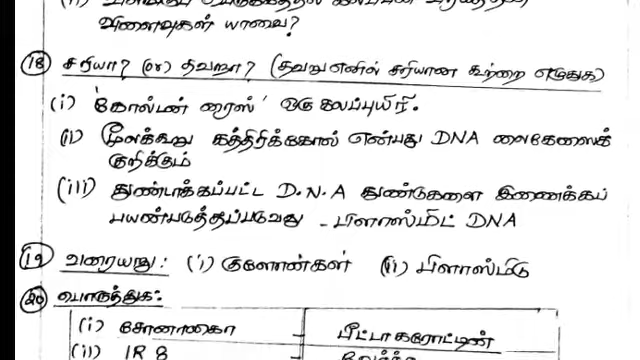 விளைவுகள் யாவை?
18 சரியா? (or) தவறா? (தவறு எனில் சரியான கூற்றை எழுதுக)
(i) 'கோல்டன் ரைஸ்' ஒரு கலப்புயிரி.
(ii) மூலக்கூறு கத்திரிக்கோல் என்பது DNA லைகேஸைக்
குறிக்கும்
(iii) துண்டாக்கப்பட்ட D.N.A துண்டுகளை இணைக்கப்
பயன்படுத்தப்படுவது - பிளாஸ்மிட் DNA
19 வரையறு: (i) குளோன்கள் (ii) பிளாஸ்மிடு
20 பொருத்துக:
(i) சோனாலிகா - பீட்டா கரோட்டின்
(ii) IR 8